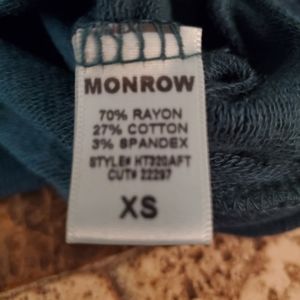 MONROW
70% RAYON
27% COTTON
3% SPANDEX
STYLE# HT320AFT
CUT# 22297
XS